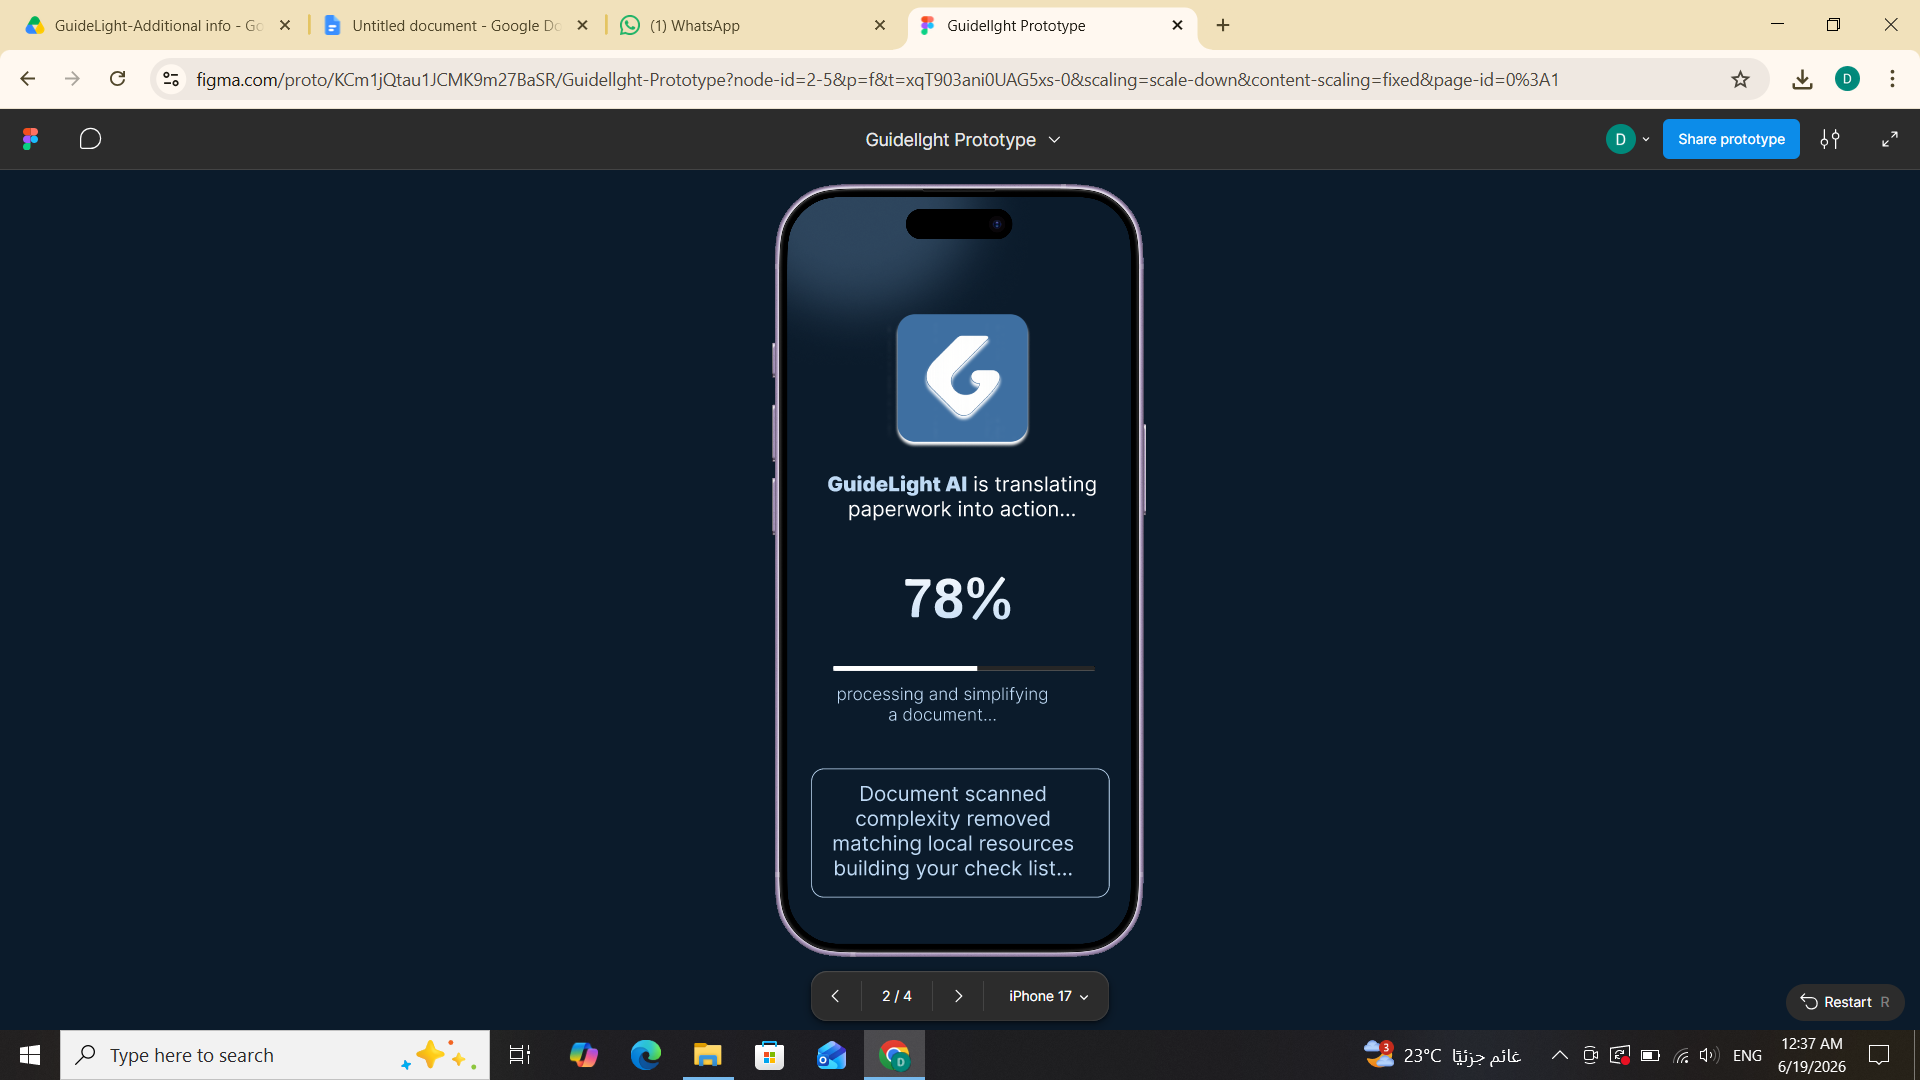 GuideLight-Additional info - Go
Untitled document - Google Do
(1) WhatsApp
Guidellght Prototype
figma.com/proto/KCm1jQtau1JCMK9m27BaSR/Guidellght-Prototype?node-id=2-5&p=f&t=xqT903ani0UAG5xs-0&scaling=scale-down&content-scaling=fixed&page-id=0%3A1
D
Guidellght Prototype
D
Share prototype
GuideLight AI is translating
paperwork into action...
78%
processing and simplifying
a document...
Document scanned
complexity removed
matching local resources
building your check list...
2 / 4
iPhone 17
Restart R
Type here to search
D
3
23°C غائم جزئيًا
ENG
12:37 AM
6/19/2026